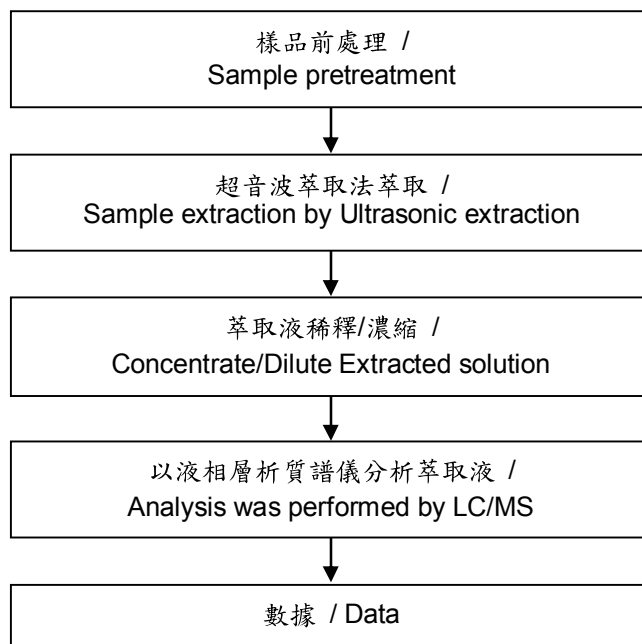 樣品前處理 /
Sample pretreatment
超音波萃取法萃取 /
Sample extraction by Ultrasonic extraction
萃取液稀釋/濃縮 /
Concentrate/Dilute Extracted solution
以液相層析質譜儀分析萃取液 /
Analysis was performed by LC/MS
數據 / Data